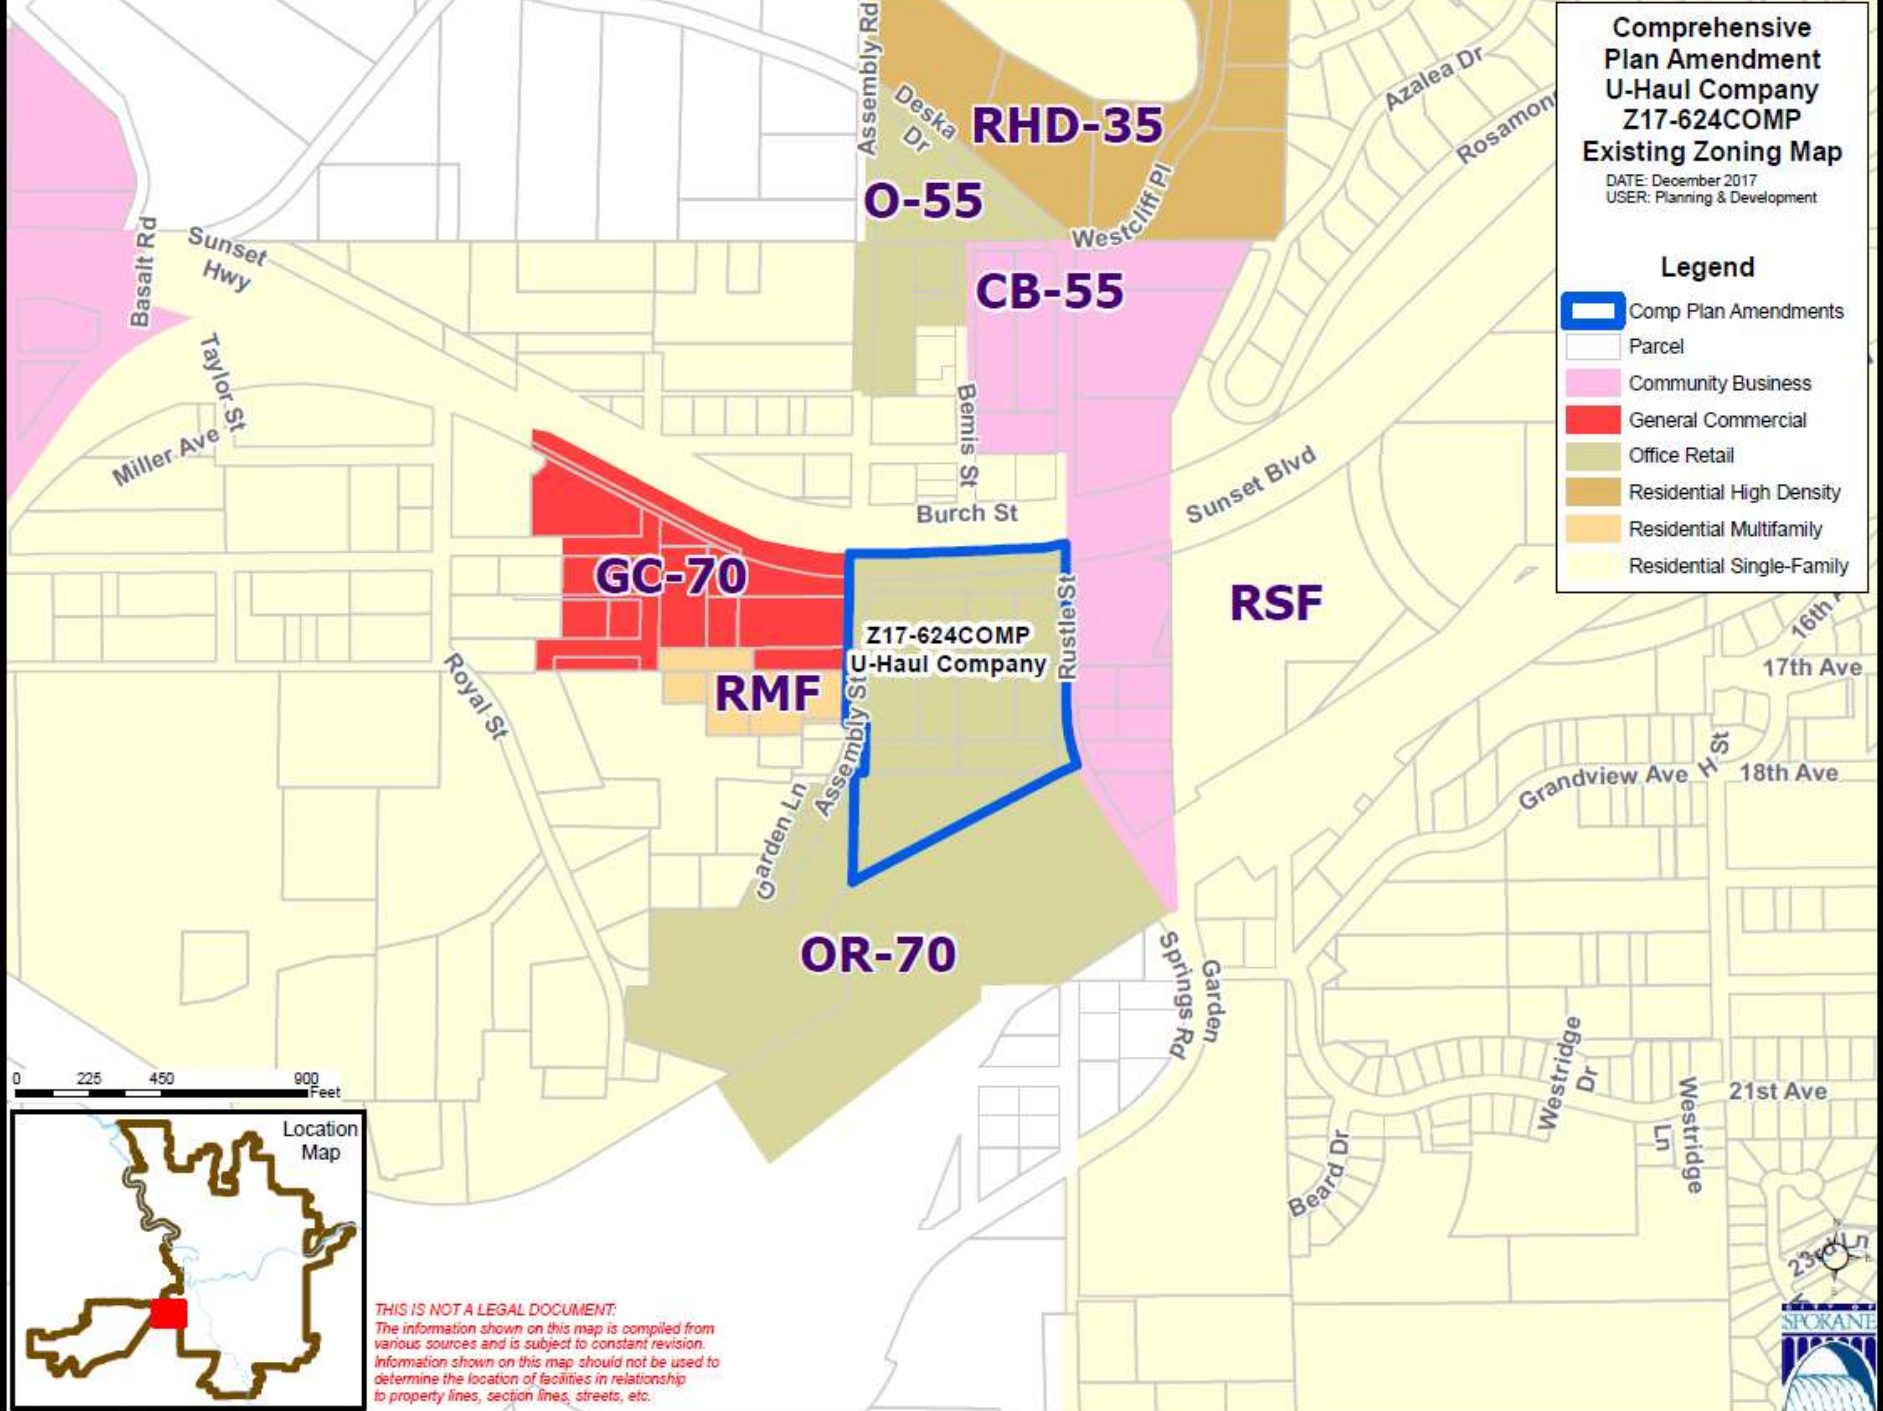 Comprehensive
Plan Amendment
U-Haul Company
Z17-624COMP
Existing Zoning Map
DATE: December 2017
USER: Planning & Development
Legend
Comp Plan Amendments
Parcel
Community Business
General Commercial
Office Retail
Residential High Density
Residential Multifamily
Residential Single-Family
Assembly Rd
Deska
Dr
RHD-35
Azalea Dr
Rosamon
O-55
Westcliff Pl
Basalt Rd
Sunset
Hwy
CB-55
Taylor St
Miller Ave
Bemis St
Burch St
Sunset Blvd
GC-70
RSF
Rustle St
Z17-624COMP
U-Haul Company
16th
17th Ave
Royal St
RMF
Assembly St
Garden Ln
H St
Grandview Ave
18th Ave
OR-70
Garden
Springs Rd
Westridge
Dr
Westridge
Ln
21st Ave
Beard Dr
23rd Ln
0 225 450 900
Feet
Location
Map
THIS IS NOT A LEGAL DOCUMENT:
The information shown on this map is compiled from
various sources and is subject to constant revision.
Information shown on this map should not be used to
determine the location of facilities in relationship
to property lines, section lines, streets, etc.
CITY OF
SPOKANE